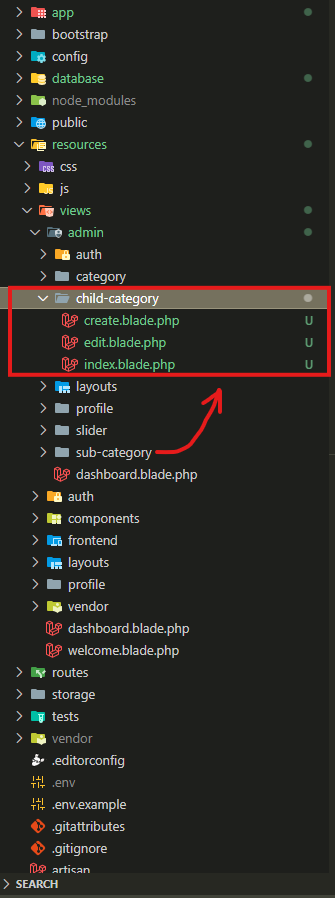 app
bootstrap
config
database
node_modules
public
resources
css
js
views
admin
auth
category
child-category
create.blade.php U
edit.blade.php U
index.blade.php U
layouts
profile
slider
sub-category
dashboard.blade.php
auth
components
frontend
layouts
profile
vendor
dashboard.blade.php
welcome.blade.php
routes
storage
tests
vendor
.editorconfig
.env
.env.example
.gitattributes
.gitignore
artisan
SEARCH